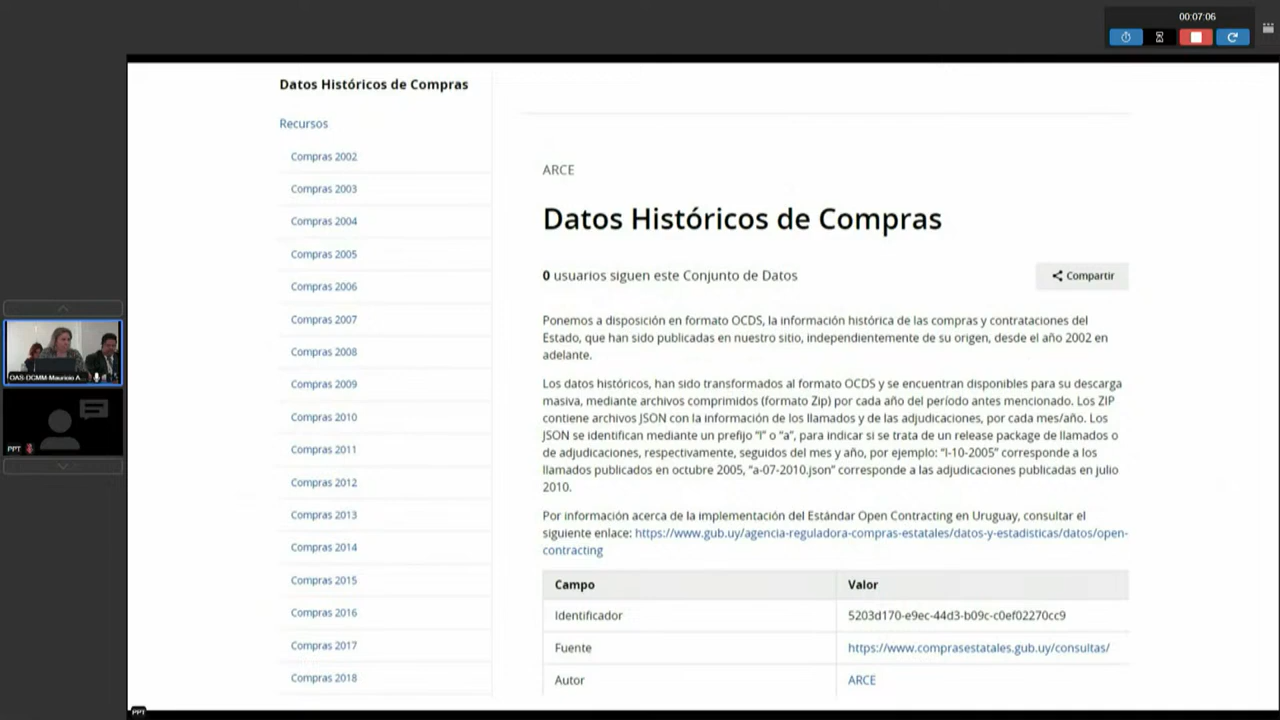 00:07:06
Datos Históricos de Compras
Recursos
Compras 2002
Compras 2003
Compras 2004
Compras 2005
Compras 2006
Compras 2007
Compras 2008
Compras 2009
Compras 2010
Compras 2011
Compras 2012
Compras 2013
Compras 2014
Compras 2015
Compras 2016
Compras 2017
Compras 2018
ARCE
Datos Históricos de Compras
0 usuarios siguen este Conjunto de Datos
Compartir
Ponemos a disposición en formato OCDS, la información histórica de las compras y contrataciones del
Estado, que han sido publicadas en nuestro sitio, independientemente de su origen, desde el año 2002 en
adelante.
Los datos históricos, han sido transformados al formato OCDS y se encuentran disponibles para su descarga
masiva, mediante archivos comprimidos (formato Zip) por cada año del período antes mencionado. Los ZIP
contiene archivos JSON con la información de los llamados y de las adjudicaciones, por cada mes/año. Los
JSON se identifican mediante un prefijo "l" o "a", para indicar si se trata de un release package de llamados o
de adjudicaciones, respectivamente, seguidos del mes y año, por ejemplo: "l-10-2005" corresponde a los
llamados publicados en octubre 2005, "a-07-2010.json" corresponde a las adjudicaciones publicadas en julio
2010.
Por información acerca de la implementación del Estándar Open Contracting en Uruguay, consultar el
siguiente enlace: https://www.gub.uy/agencia-reguladora-compras-estatales/datos-y-estadisticas/datos/open-
contracting
Campo Valor
Identificador 5203d170-e9ec-44d3-b09c-c0ef02270cc9
Fuente https://www.comprasestatales.gub.uy/consultas/
Autor ARCE
OAS-DCMM-Mauricio A...
PPT
PPT